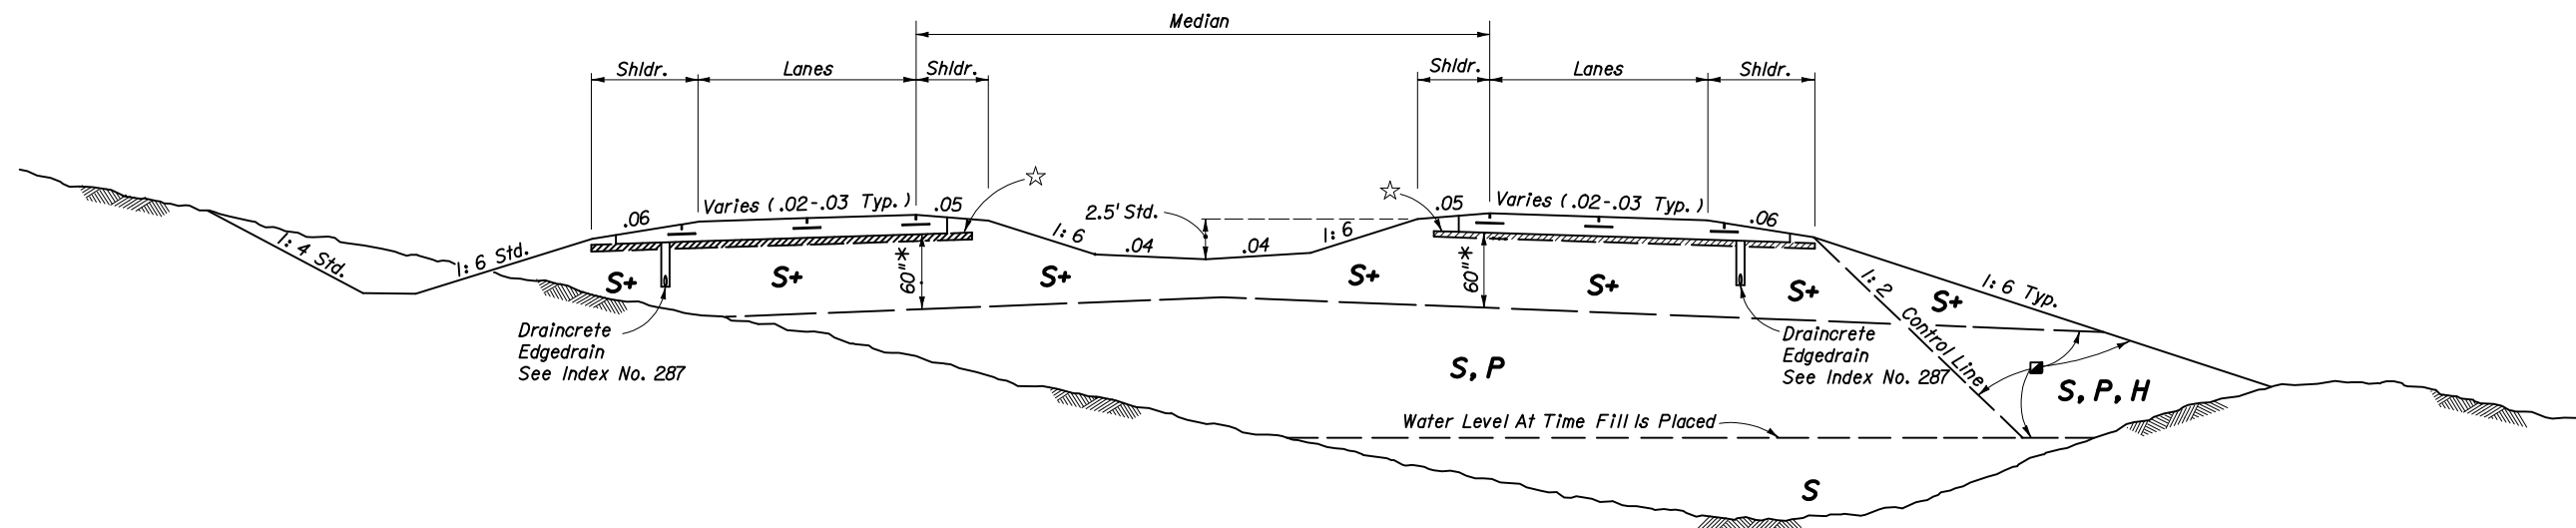 Median
Shldr.
Lanes
Shldr.
Shldr.
Lanes
Shldr.
1: 4 Std.
1: 6 Std.
.06
Varies ( .02-.03 Typ. )
.05
1: 6
2.5' Std.
.04
.04
1: 6
.05
Varies ( .02-.03 Typ. )
.06
1: 2
Control Line
1: 6 Typ.
S+
S+
60"*
S+
S+
60"*
S+
S+
S+
Draincrete
Edgedrain
See Index No. 287
Draincrete
Edgedrain
See Index No. 287
S, P
S, P, H
Water Level At Time Fill Is Placed
S